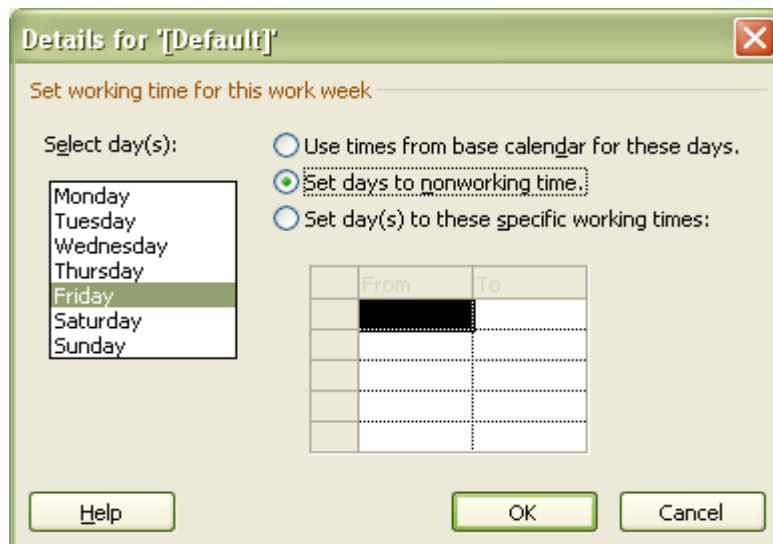 Details for '[Default]'
Set working time for this work week
Select day(s):
Use times from base calendar for these days.
Set days to nonworking time.
Set day(s) to these specific working times:
Monday
Tuesday
Wednesday
Thursday
Friday
Saturday
Sunday
From To
Help OK Cancel